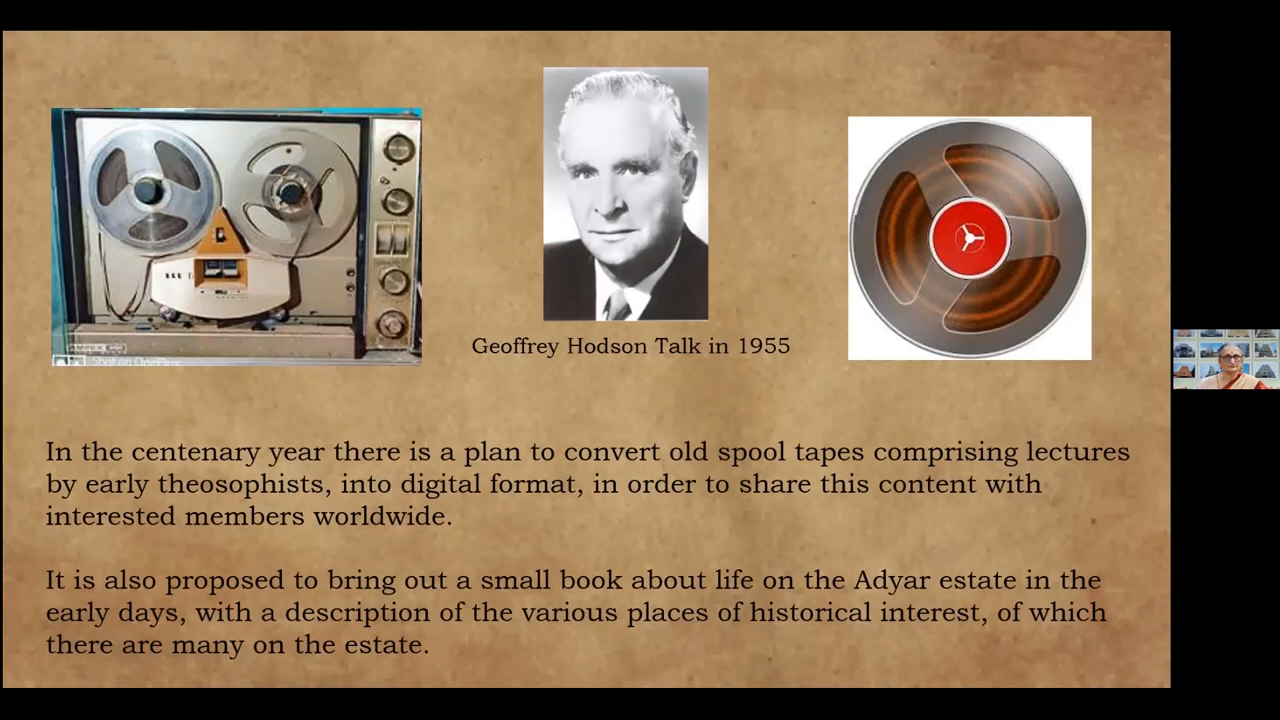 Geoffrey Hodson Talk in 1955
In the centenary year there is a plan to convert old spool tapes comprising lectures
by early theosophists, into digital format, in order to share this content with
interested members worldwide.
It is also proposed to bring out a small book about life on the Adyar estate in the
early days, with a description of the various places of historical interest, of which
there are many on the estate.